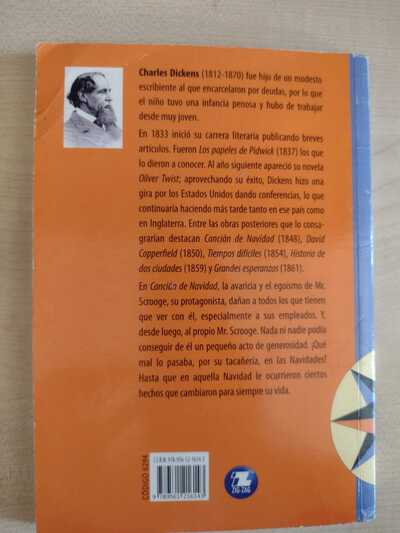 Charles Dickens (1812-1870) fue hijo de un modesto
escribiente al que encarcelaron por deudas, por lo que
el niño tuvo una infancia penosa y hubo de trabajar
desde muy joven.
En 1833 inició su carrera literaria publicando breves
artículos. Fueron Los papeles de Pidwick (1837) los que
lo dieron a conocer. Al año siguiente apareció su novela
Oliver Twist; aprovechando su éxito, Dickens hizo una
gira por los Estados Unidos dando conferencias, lo que
continuaría haciendo más tarde tanto en ese país como
en Inglaterra. Entre las obras posteriores que lo consa-
grarían destacan Canción de Navidad (1848), David
Copperfield (1850), Tiempos difíciles (1854), Historia de
dos ciudades (1859) y Grandes esperanzas (1861).
En Canción de Navidad, la avaricia y el egoísmo de Mr.
Scrooge, su protagonista, dañan a todos los que tienen
que ver con él, especialmente a sus empleados. Y,
desde luego, al propio Mr. Scrooge. Nada ni nadie podía
conseguir de él un pequeño acto de generosidad. ¡Qué
mal lo pasaba, por su tacañería, en las Navidades!
Hasta que en aquella Navidad le ocurrieron ciertos
hechos que cambiaron para siempre su vida.
CÓDIGO 6284
ZIG-ZAG